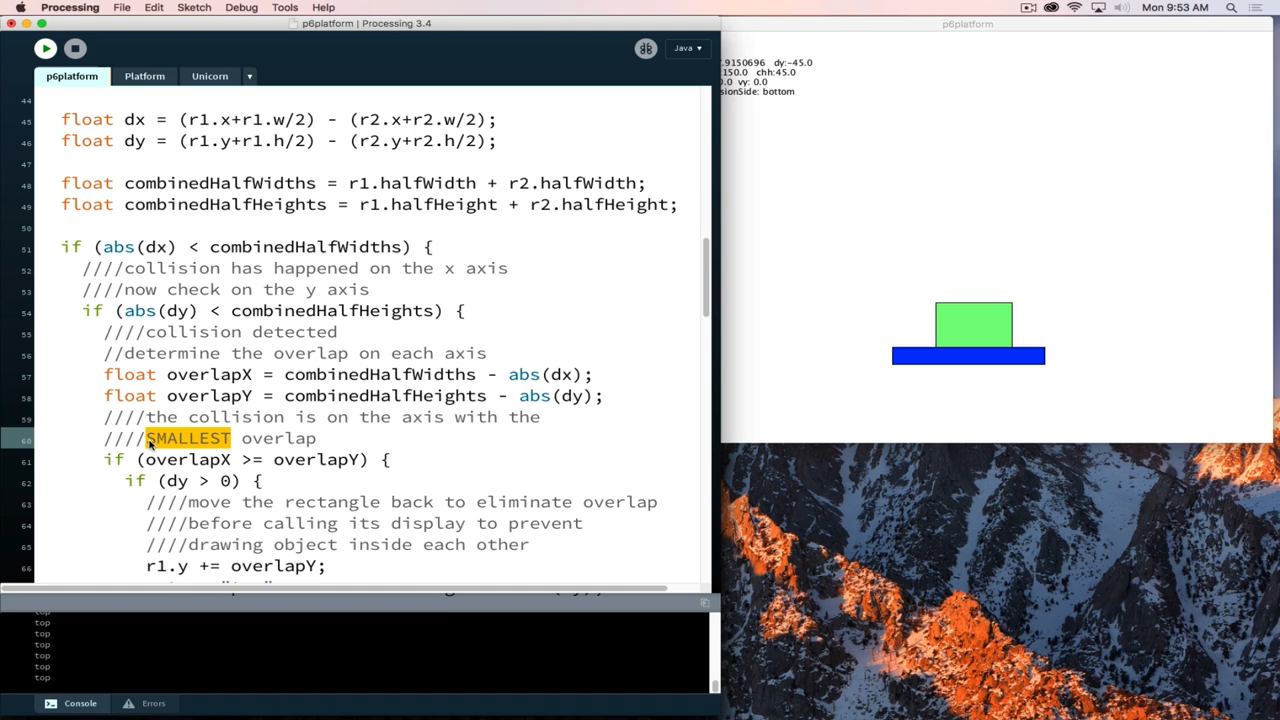 Processing File Edit Sketch Debug Tools Help
Mon 9:53 AM
p6platform | Processing 3.4
p6platform
Java ▾
p6platform Platform Unicorn ▾
.9150696 dy:-45.0
150.0 chh:45.0
0.0 vy: 0.0
sionSide: bottom
44
45 float dx = (r1.x+r1.w/2) - (r2.x+r2.w/2);
46 float dy = (r1.y+r1.h/2) - (r2.y+r2.h/2);
47
48 float combinedHalfWidths = r1.halfWidth + r2.halfWidth;
49 float combinedHalfHeights = r1.halfHeight + r2.halfHeight;
50
51 if (abs(dx) < combinedHalfWidths) {
52 ////collision has happened on the x axis
53 ////now check on the y axis
54 if (abs(dy) < combinedHalfHeights) {
55 ////collision detected
56 //determine the overlap on each axis
57 float overlapX = combinedHalfWidths - abs(dx);
58 float overlapY = combinedHalfHeights - abs(dy);
59 ////the collision is on the axis with the
60 ////SMALLEST overlap
61 if (overlapX >= overlapY) {
62 if (dy > 0) {
63 ////move the rectangle back to eliminate overlap
64 ////before calling its display to prevent
65 ////drawing object inside each other
66 r1.y += overlapY;
top
top
top
top
top
top
top
Console Errors